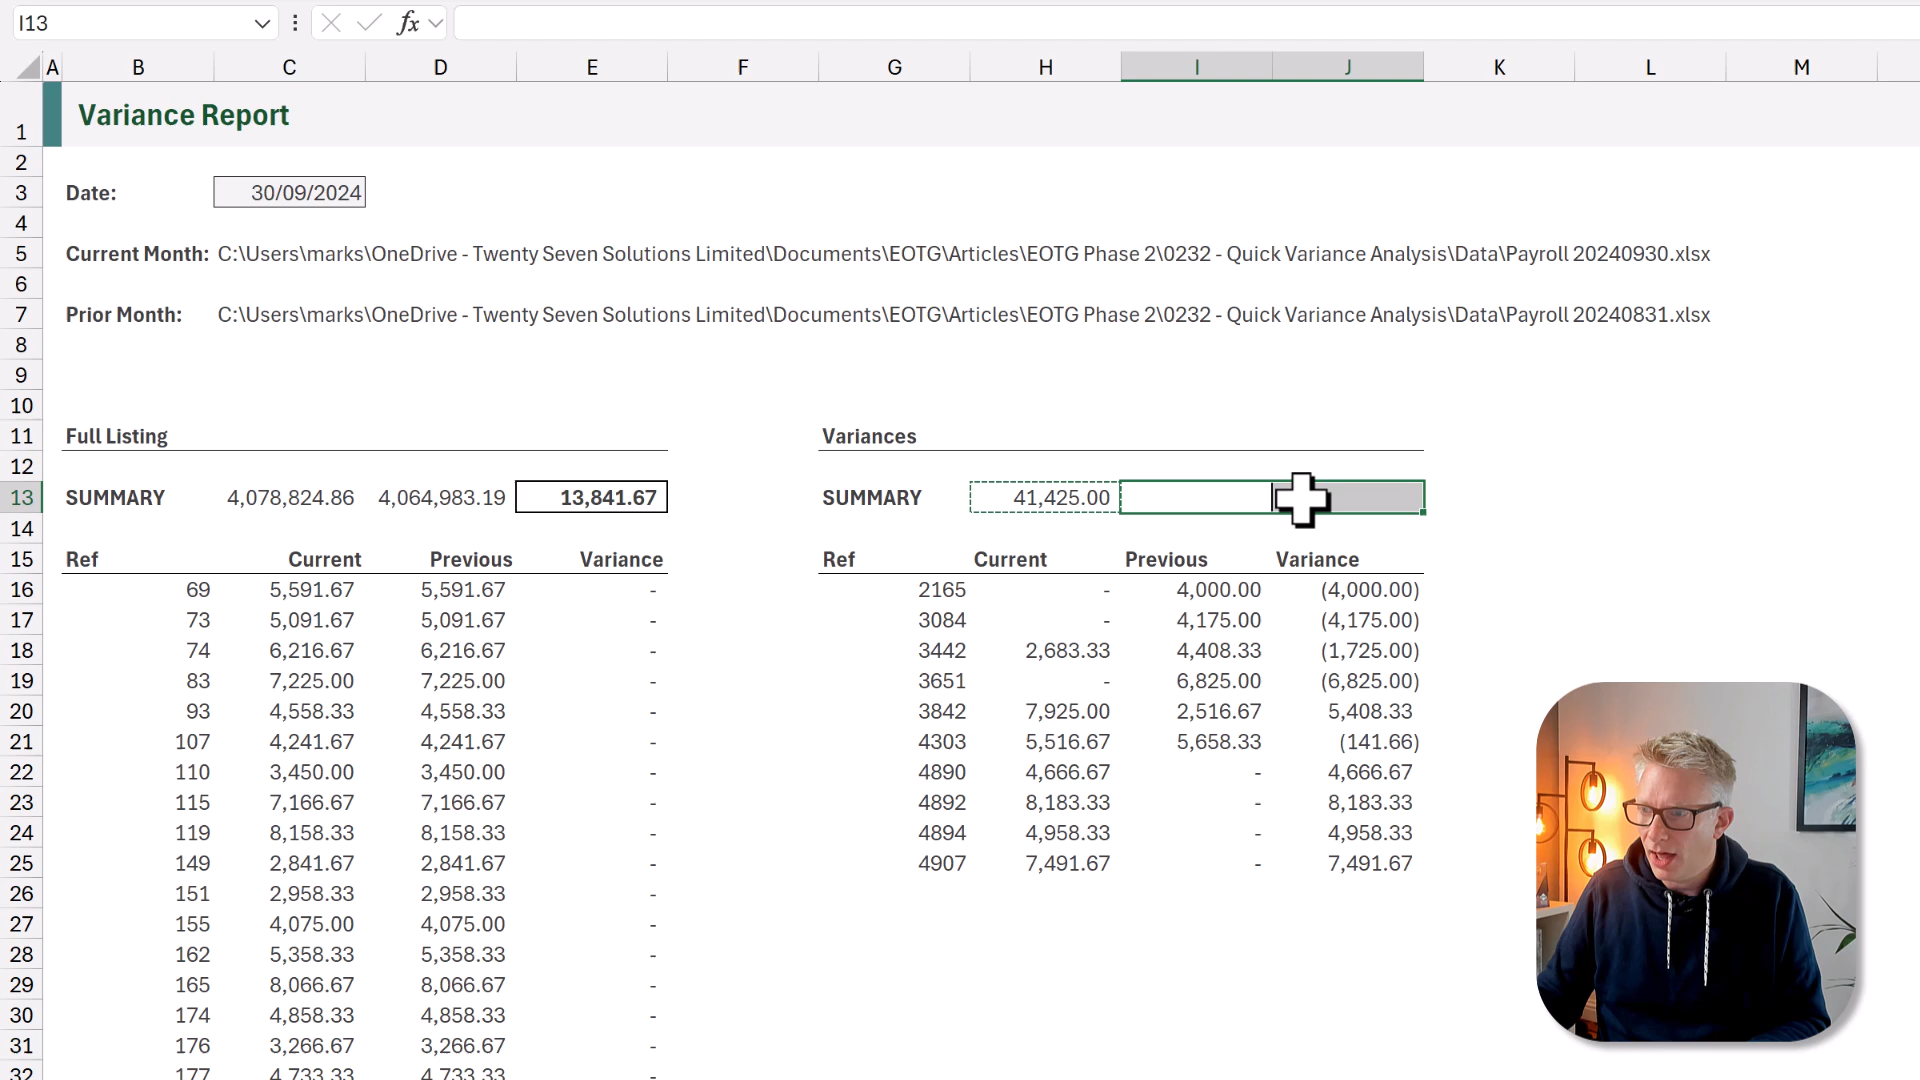 I13
fx
A B C D E F G H I J K L M
1 Variance Report
2
3 Date: 30/09/2024
4
5 Current Month: C:\Users\marks\OneDrive - Twenty Seven Solutions Limited\Documents\EOTG\Articles\EOTG Phase 2\0232 - Quick Variance Analysis\Data\Payroll 20240930.xlsx
6
7 Prior Month: C:\Users\marks\OneDrive - Twenty Seven Solutions Limited\Documents\EOTG\Articles\EOTG Phase 2\0232 - Quick Variance Analysis\Data\Payroll 20240831.xlsx
8
9
10
11 Full Listing Variances
12
13 SUMMARY 4,078,824.86 4,064,983.19 13,841.67 SUMMARY 41,425.00
14
15 Ref Current Previous Variance Ref Current Previous Variance
16 69 5,591.67 5,591.67 - 2165 - 4,000.00 (4,000.00)
17 73 5,091.67 5,091.67 - 3084 - 4,175.00 (4,175.00)
18 74 6,216.67 6,216.67 - 3442 2,683.33 4,408.33 (1,725.00)
19 83 7,225.00 7,225.00 - 3651 - 6,825.00 (6,825.00)
20 93 4,558.33 4,558.33 - 3842 7,925.00 2,516.67 5,408.33
21 107 4,241.67 4,241.67 - 4303 5,516.67 5,658.33 (141.66)
22 110 3,450.00 3,450.00 - 4890 4,666.67 - 4,666.67
23 115 7,166.67 7,166.67 - 4892 8,183.33 - 8,183.33
24 119 8,158.33 8,158.33 - 4894 4,958.33 - 4,958.33
25 149 2,841.67 2,841.67 - 4907 7,491.67 - 7,491.67
26 151 2,958.33 2,958.33 -
27 155 4,075.00 4,075.00 -
28 162 5,358.33 5,358.33 -
29 165 8,066.67 8,066.67 -
30 174 4,858.33 4,858.33 -
31 176 3,266.67 3,266.67 -
32 177 4,733.33 4,733.33 -